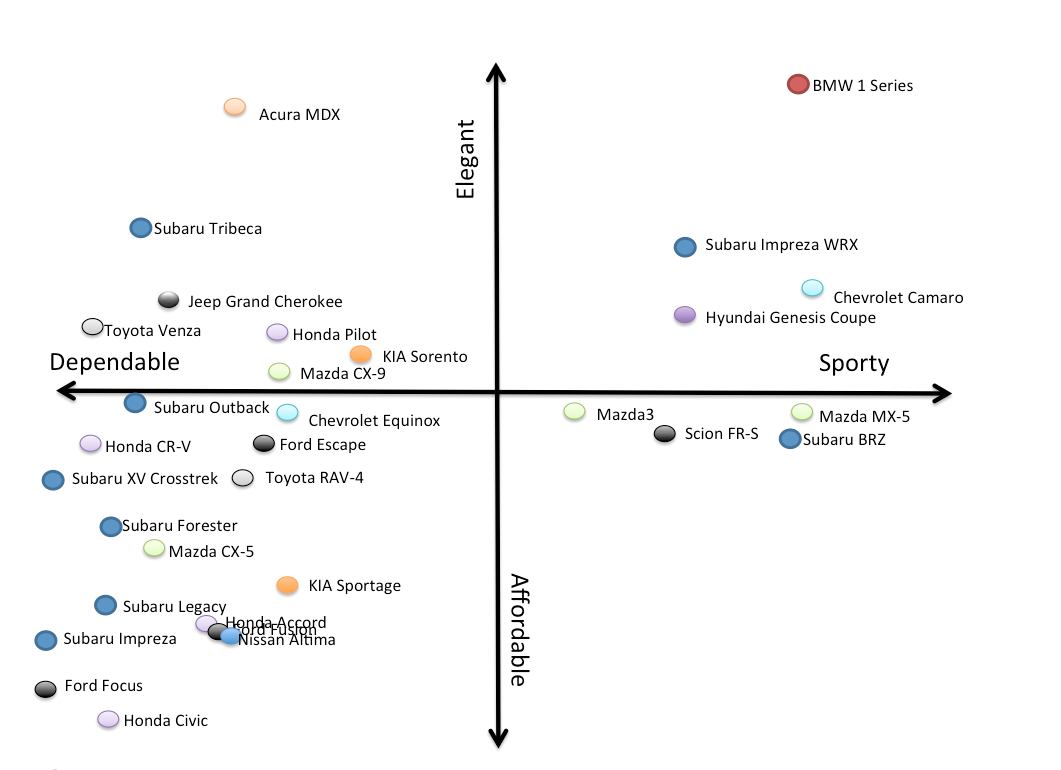 BMW 1 Series
Acura MDX
Elegant
Subaru Tribeca
Subaru Impreza WRX
Jeep Grand Cherokee
Chevrolet Camaro
Hyundai Genesis Coupe
Toyota Venza
Honda Pilot
KIA Sorento
Dependable
Sporty
Mazda CX-9
Subaru Outback
Chevrolet Equinox
Mazda3
Mazda MX-5
Scion FR-S
Subaru BRZ
Honda CR-V
Ford Escape
Subaru XV Crosstrek
Toyota RAV-4
Subaru Forester
Mazda CX-5
KIA Sportage
Affordable
Subaru Legacy
Honda Accord
Ford Fusion
Nissan Altima
Subaru Impreza
Ford Focus
Honda Civic